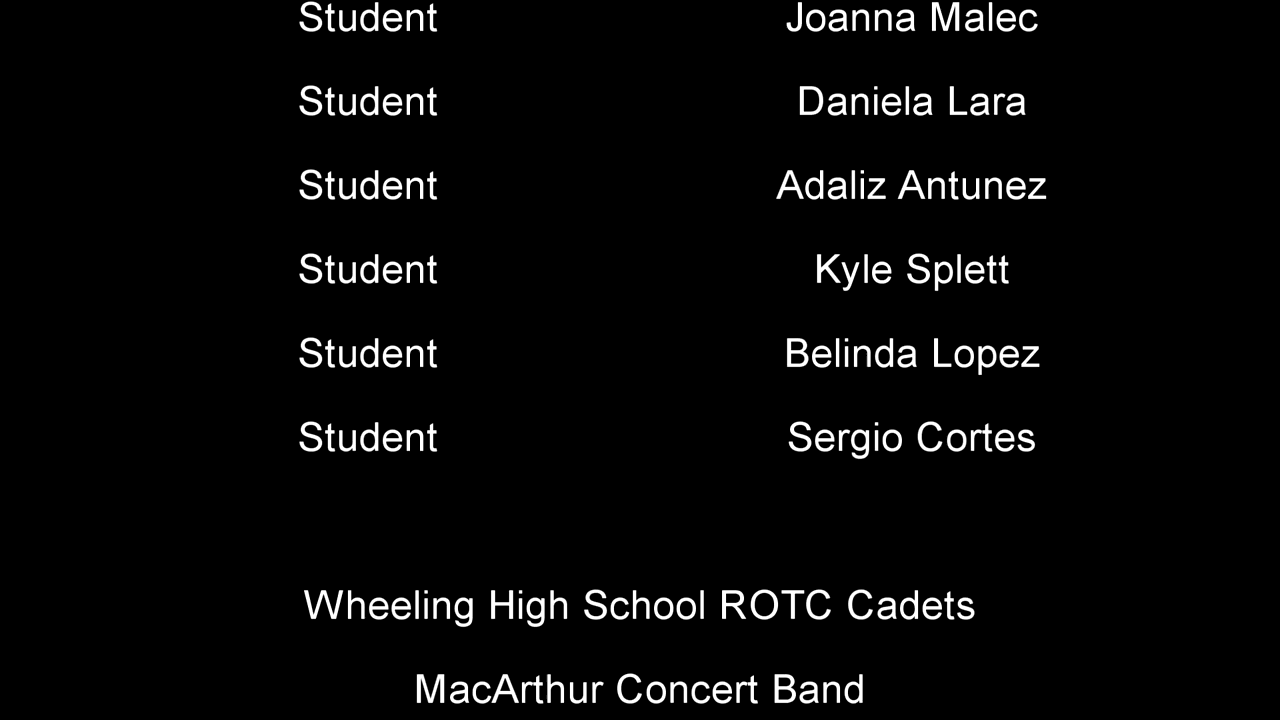 Student Joanna Malec
Student Daniela Lara
Student Adaliz Antunez
Student Kyle Splett
Student Belinda Lopez
Student Sergio Cortes
Wheeling High School ROTC Cadets
MacArthur Concert Band